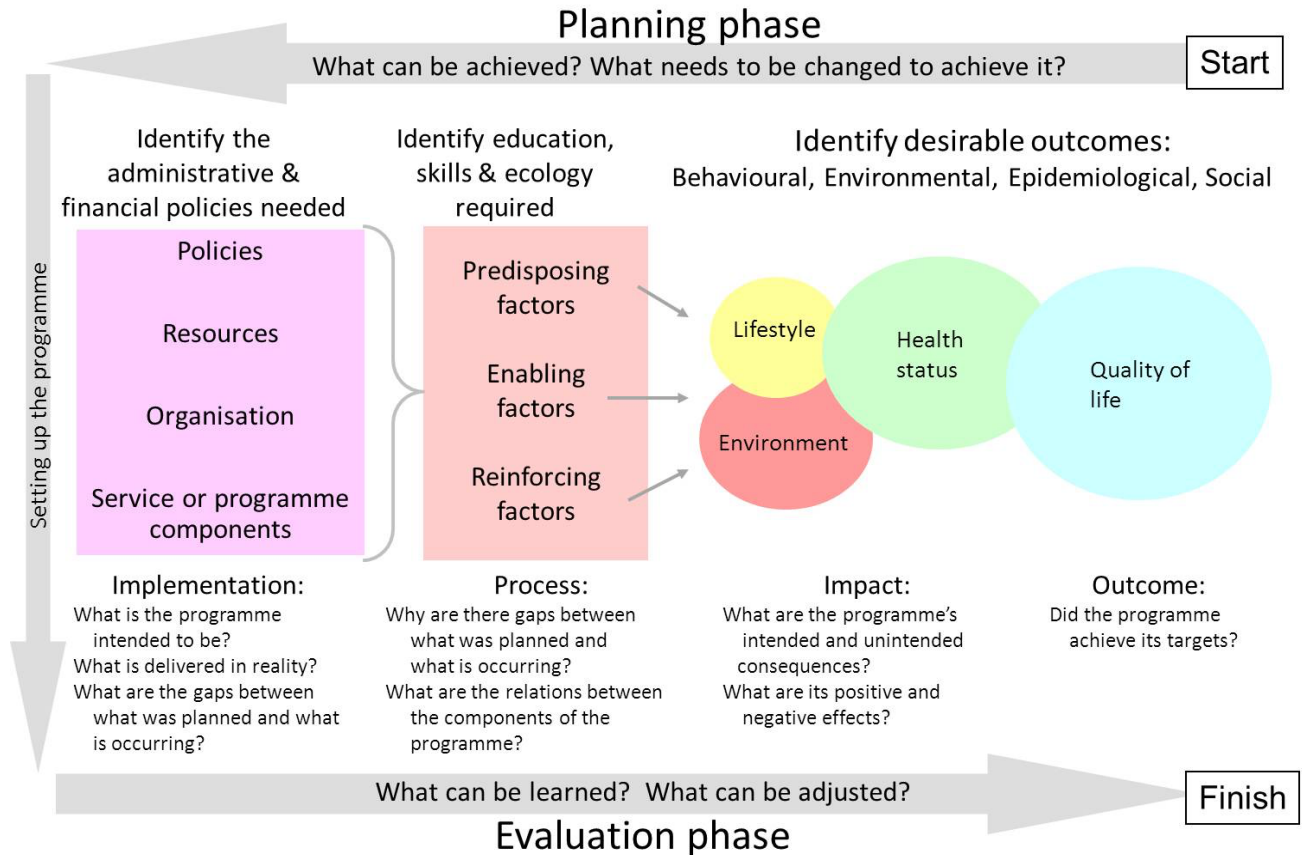 Planning phase
What can be achieved? What needs to be changed to achieve it?
Start
Setting up the programme
Identify the
administrative &
financial policies needed
Identify education,
skills & ecology
required
Identify desirable outcomes:
Behavioural, Environmental, Epidemiological, Social
Policies
Resources
Organisation
Service or programme
components
Predisposing
factors
Enabling
factors
Reinforcing
factors
Lifestyle
Environment
Health
status
Quality of
life
Implementation:
What is the programme
intended to be?
What is delivered in reality?
What are the gaps between
what was planned and what
is occurring?
Process:
Why are there gaps between
what was planned and
what is occurring?
What are the relations between
the components of the
programme?
Impact:
What are the programme's
intended and unintended
consequences?
What are its positive and
negative effects?
Outcome:
Did the programme
achieve its targets?
What can be learned?  What can be adjusted?
Finish
Evaluation phase